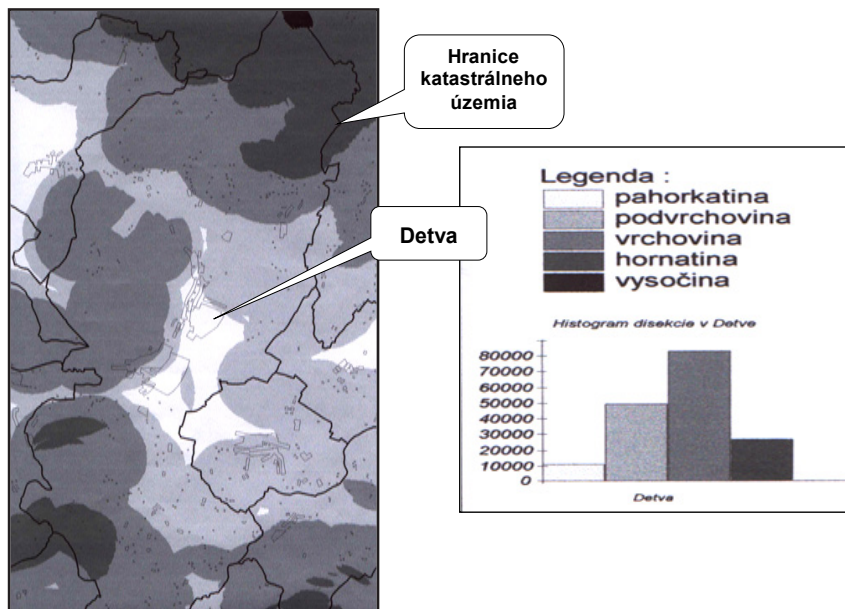 Hranice
katastrálneho
územia
Detva
Legenda :
pahorkatina
podvrchovina
vrchovina
hornatina
vysočina
Histogram disekcie v Detve
80000
70000
60000
50000
40000
30000
20000
10000
0
Detva